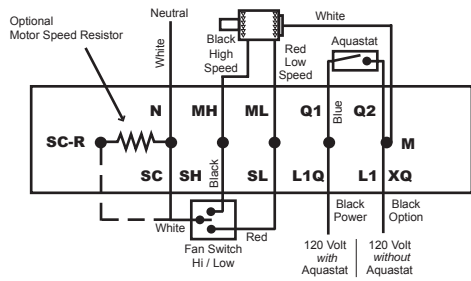 Optional
Motor Speed Resistor
Neutral
White
Black
High
Speed
Red
Low
Speed
White
Aquastat
N
MH
ML
Q1
Blue
Q2
SC-R
M
SC
SH
Black
SL
L1Q
L1
XQ
White
Red
Fan Switch
Hi / Low
Black
Power
Black
Option
120 Volt
with
Aquastat
120 Volt
without
Aquastat